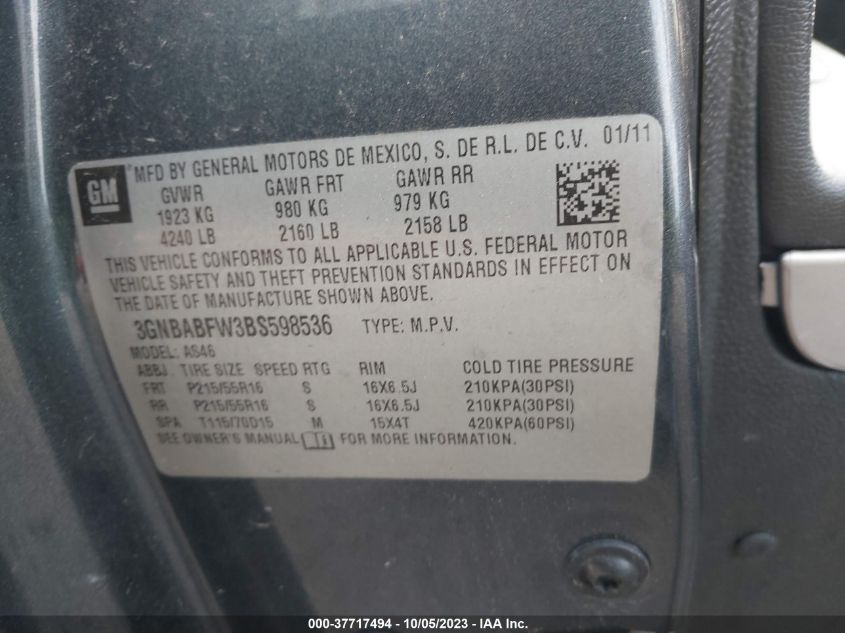 GM
MFD BY GENERAL MOTORS DE MEXICO, S. DE R.L. DE C.V. 01/11
GVWR GAWR FRT GAWR RR
1923 KG 980 KG 979 KG
4240 LB 2160 LB 2158 LB
THIS VEHICLE CONFORMS TO ALL APPLICABLE U.S. FEDERAL MOTOR
VEHICLE SAFETY AND THEFT PREVENTION STANDARDS IN EFFECT ON
THE DATE OF MANUFACTURE SHOWN ABOVE.
3GNBABFW3BS598536 TYPE: M.P.V.
MODEL: AS46
ABBJ TIRE SIZE SPEED RTG RIM COLD TIRE PRESSURE
FRT P215/55R16 S 16X6.5J 210KPA(30PSI)
RR P215/55R16 S 16X6.5J 210KPA(30PSI)
SPA T115/70D15 M 15X4T 420KPA(60PSI)
SEE OWNER'S MANUAL FOR MORE INFORMATION.
000-37717494 - 10/05/2023 - IAA Inc.